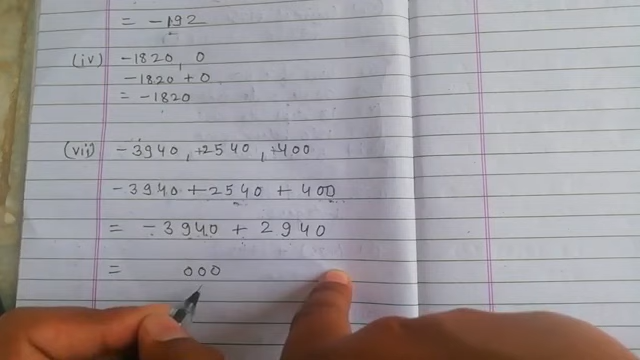 = -192
(iv) -1820, 0
-1820 + 0
= -1820
(vii) -3940, +2540, +400
-3940 + 2540 + 400
= -3940 + 2940
= 000